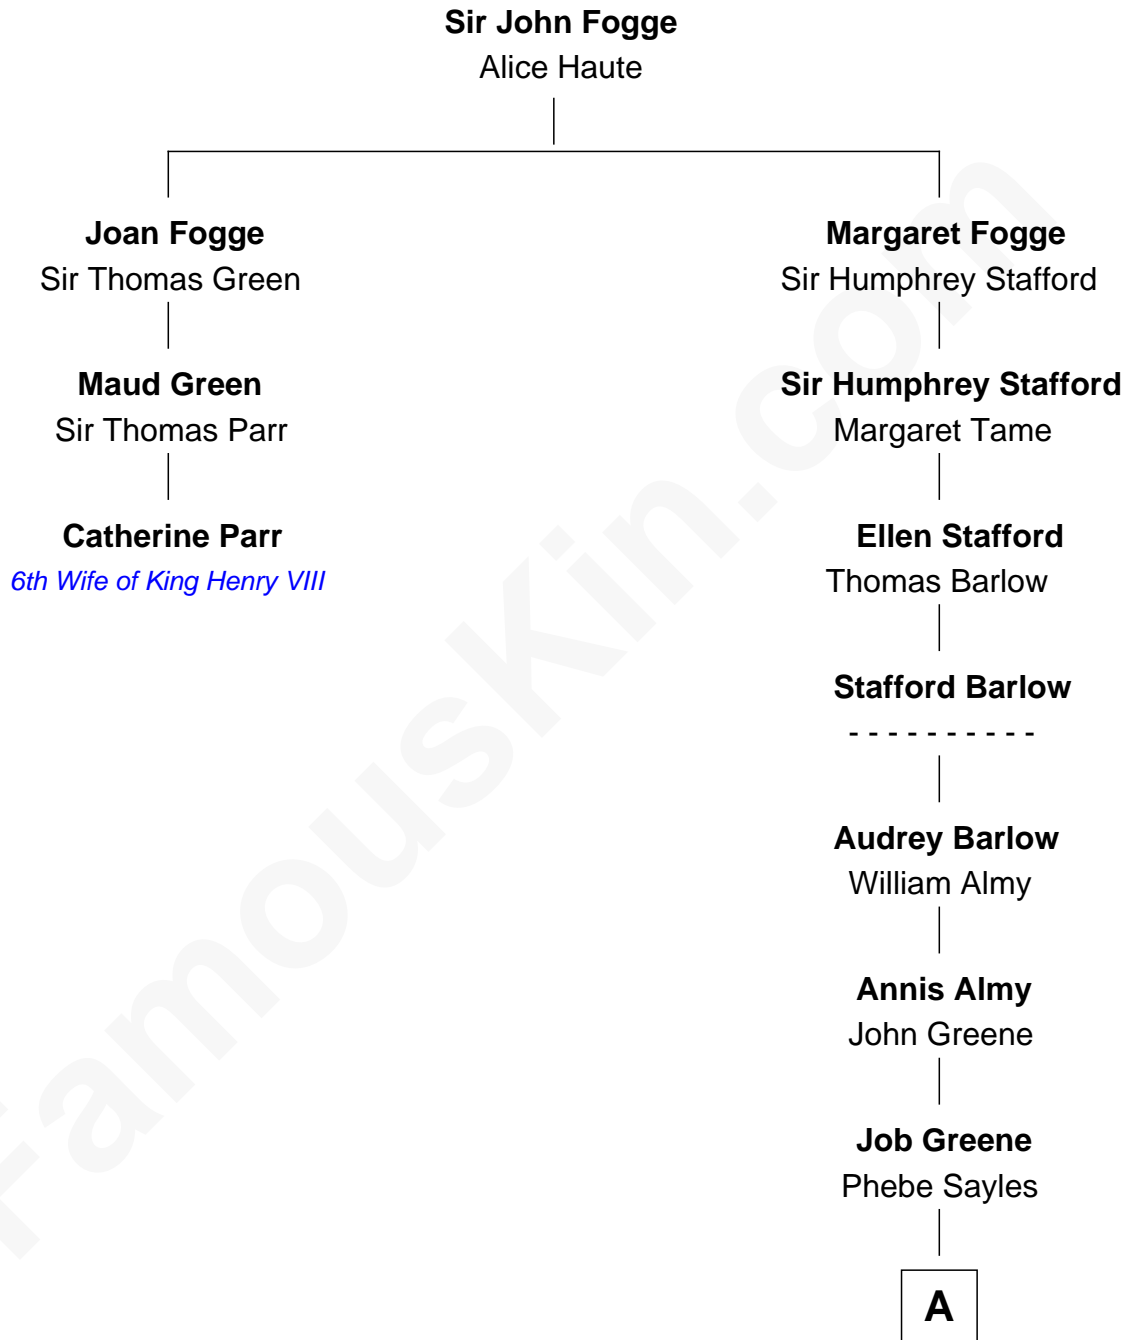 Sir John Fogge
Alice Haute
Joan Fogge
Sir Thomas Green
Maud Green
Sir Thomas Parr
Catherine Parr
6th Wife of King Henry VIII
Margaret Fogge
Sir Humphrey Stafford
Sir Humphrey Stafford
Margaret Tame
Ellen Stafford
Thomas Barlow
Stafford Barlow
- - - - - - - - - -
Audrey Barlow
William Almy
Annis Almy
John Greene
Job Greene
Phebe Sayles
A
FamousKin.com